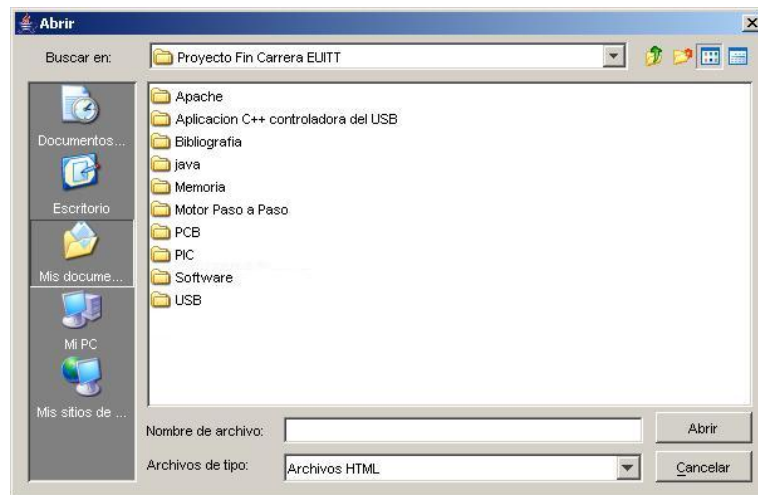 Abrir
Buscar en:
Proyecto Fin Carrera EUITT
Documentos...
Escritorio
Mis docume...
Mi PC
Mis sitios de ...
Apache
Aplicacion C++ controladora del USB
Bibliografia
java
Memoria
Motor Paso a Paso
PCB
PIC
Software
USB
Nombre de archivo:
Abrir
Archivos de tipo:
Archivos HTML
Cancelar